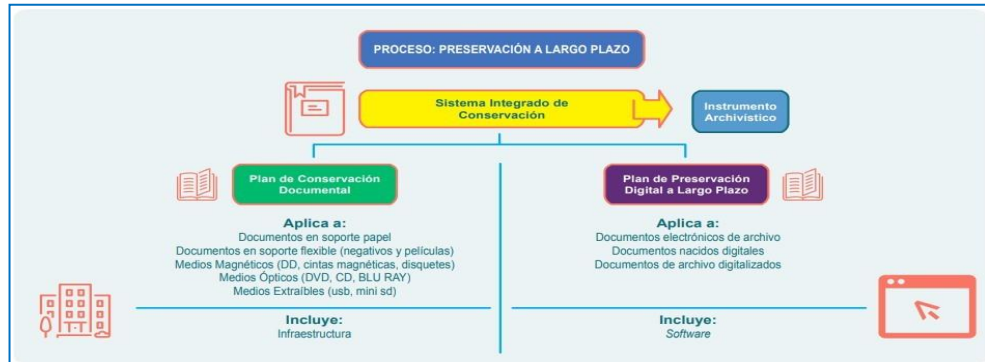 PROCESO: PRESERVACIÓN A LARGO PLAZO
Sistema Integrado de
Conservación
Instrumento
Archivístico
Plan de Conservación
Documental
Aplica a:
Documentos en soporte papel
Documentos en soporte flexible (negativos y películas)
Medios Magnéticos (DD, cintas magnéticas, disquetes)
Medios Ópticos (DVD, CD, BLU RAY)
Medios Extraíbles (usb, mini sd)
Incluye:
Infraestructura
Plan de Preservación
Digital a Largo Plazo
Aplica a:
Documentos electrónicos de archivo
Documentos nacidos digitales
Documentos de archivo digitalizados
Incluye:
Software